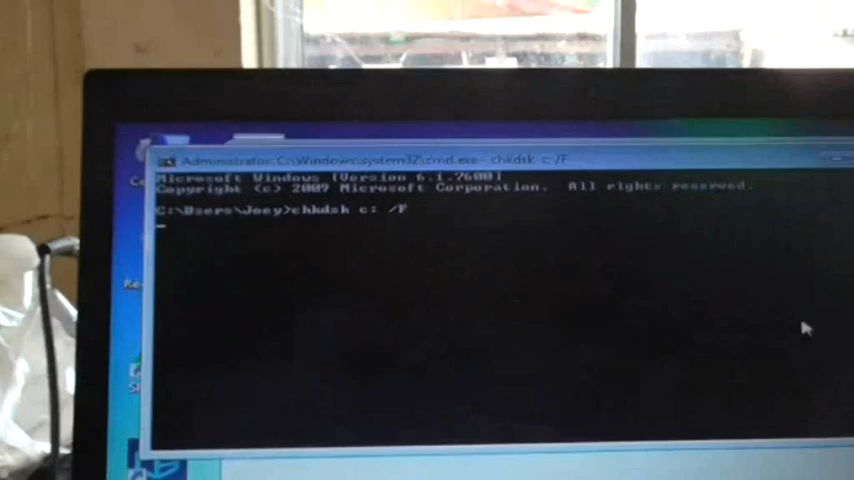 Administrator: C:\Windows\system32\cmd.exe - chkdsk c: /F
Microsoft Windows [Version 6.1.7600]
Copyright (c) 2009 Microsoft Corporation.  All rights reserved.
C:\Users\Joey>chkdsk c: /F